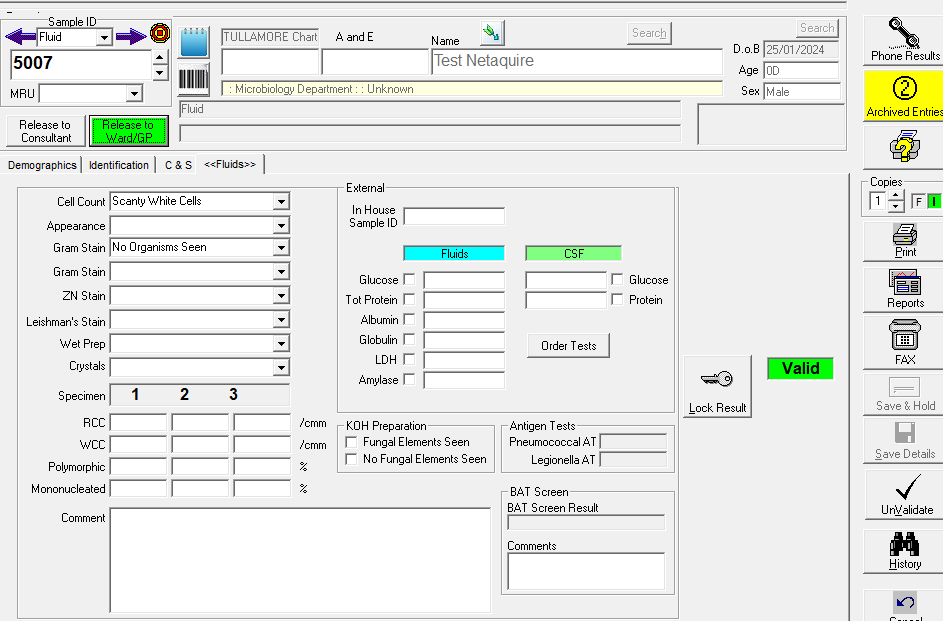 Sample ID
Fluid
5007
MRU
TULLAMORE Chart
A and E
Name
Search
Search
Test Netaquire
D.o.B 25/01/2024
Age 0D
Sex Male
: Microbiology Department : : Unknown
Fluid
Release to
Consultant
Release to
Ward/GP
Demographics
Identification
C & S
<<Fluids>>
Cell Count Scanty White Cells
Appearance
Gram Stain No Organisms Seen
Gram Stain
ZN Stain
Leishman's Stain
Wet Prep
Crystals
Specimen 1 2 3
RCC /cmm
WCC /cmm
Polymorphic %
Mononucleated %
Comment
External
In House
Sample ID
Fluids
CSF
Glucose
Glucose
Tot Protein
Protein
Albumin
Globulin
LDH
Amylase
Order Tests
KOH Preparation
Fungal Elements Seen
No Fungal Elements Seen
Antigen Tests
Pneumococcal AT
Legionella AT
BAT Screen
BAT Screen Result
Comments
Lock Result
Valid
Phone Results
2
Archived Entries
Copies
1 F I
Print
Reports
FAX
Save & Hold
Save Details
UnValidate
History
Cancel